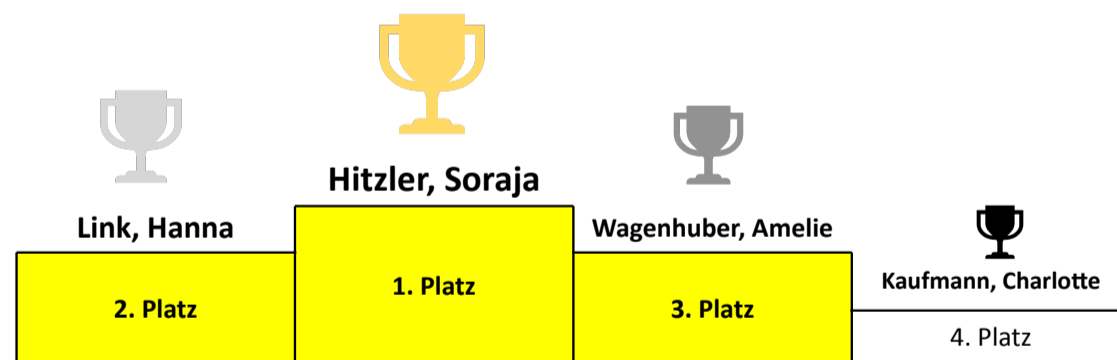 Hitzler, Soraja
Link, Hanna
Wagenhuber, Amelie
Kaufmann, Charlotte
1. Platz
2. Platz
3. Platz
4. Platz